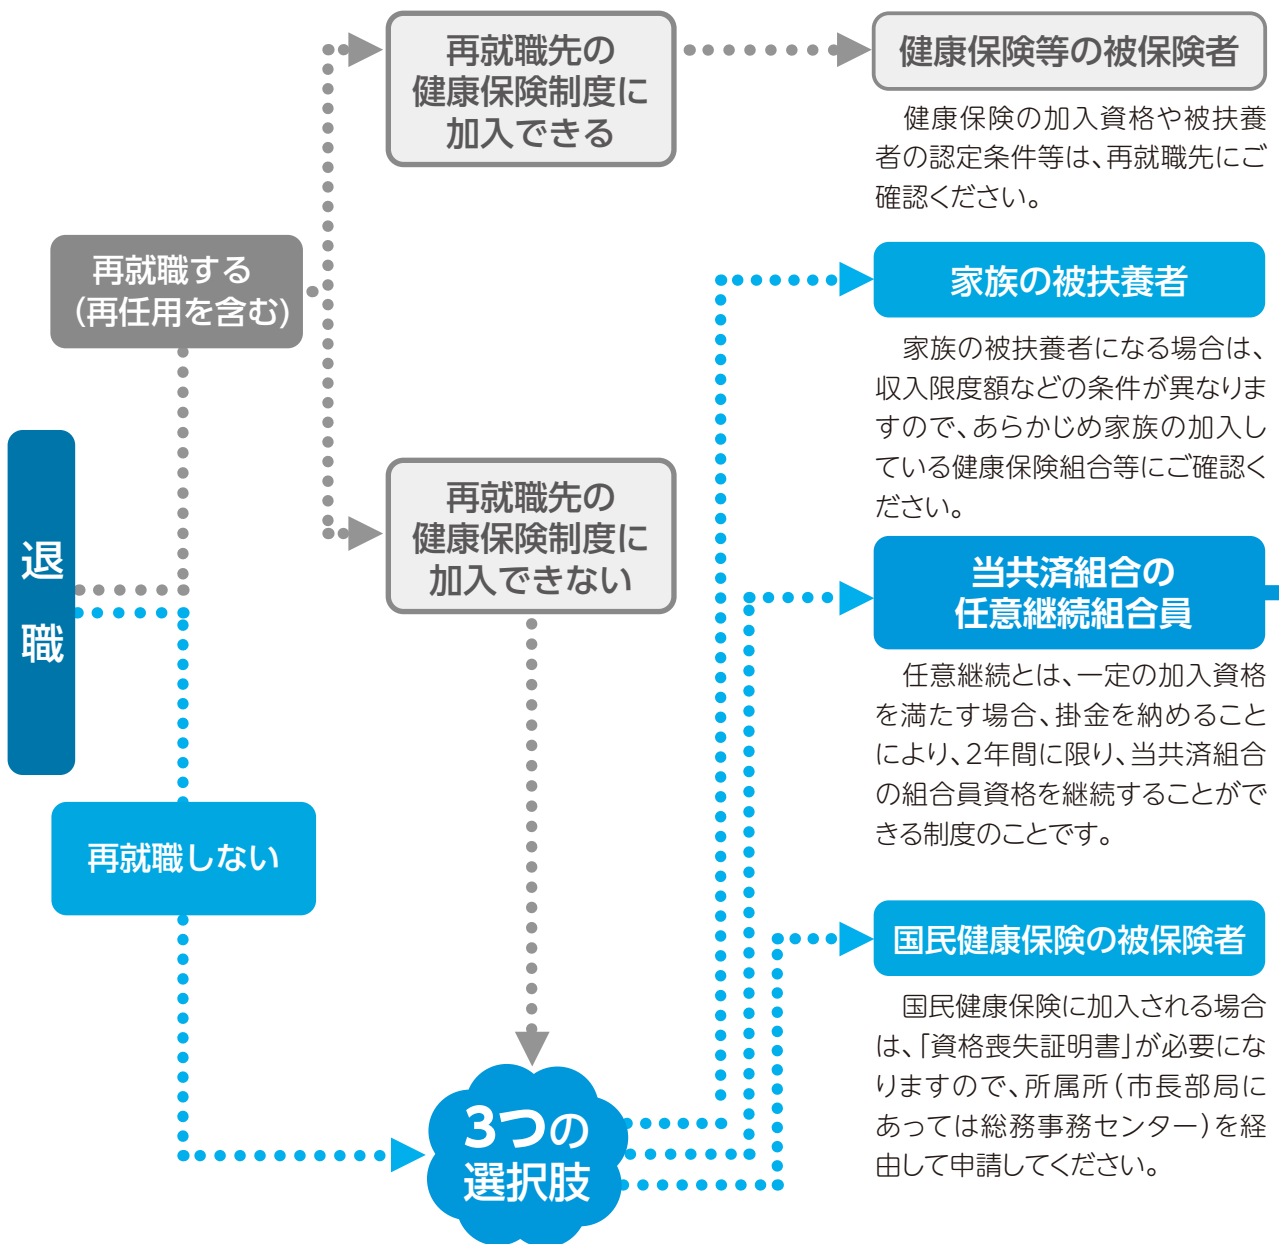 退職
再就職する
（再任用を含む）
再就職しない
再就職先の
健康保険制度に
加入できる
再就職先の
健康保険制度に
加入できない
3つの
選択肢
健康保険等の被保険者
健康保険の加入資格や被扶養
者の認定条件等は、再就職先にご
確認ください。
家族の被扶養者
家族の被扶養者になる場合は、
収入限度額などの条件が異なりま
すので、あらかじめ家族の加入し
ている健康保険組合等にご確認く
ださい。
当共済組合の
任意継続組合員
任意継続とは、一定の加入資格
を満たす場合、掛金を納めること
により、2年間に限り、当共済組合
の組合員資格を継続することがで
きる制度のことです。
国民健康保険の被保険者
国民健康保険に加入される場合
は、「資格喪失証明書」が必要にな
りますので、所属所（市長部局に
あっては総務事務センター）を経
由して申請してください。